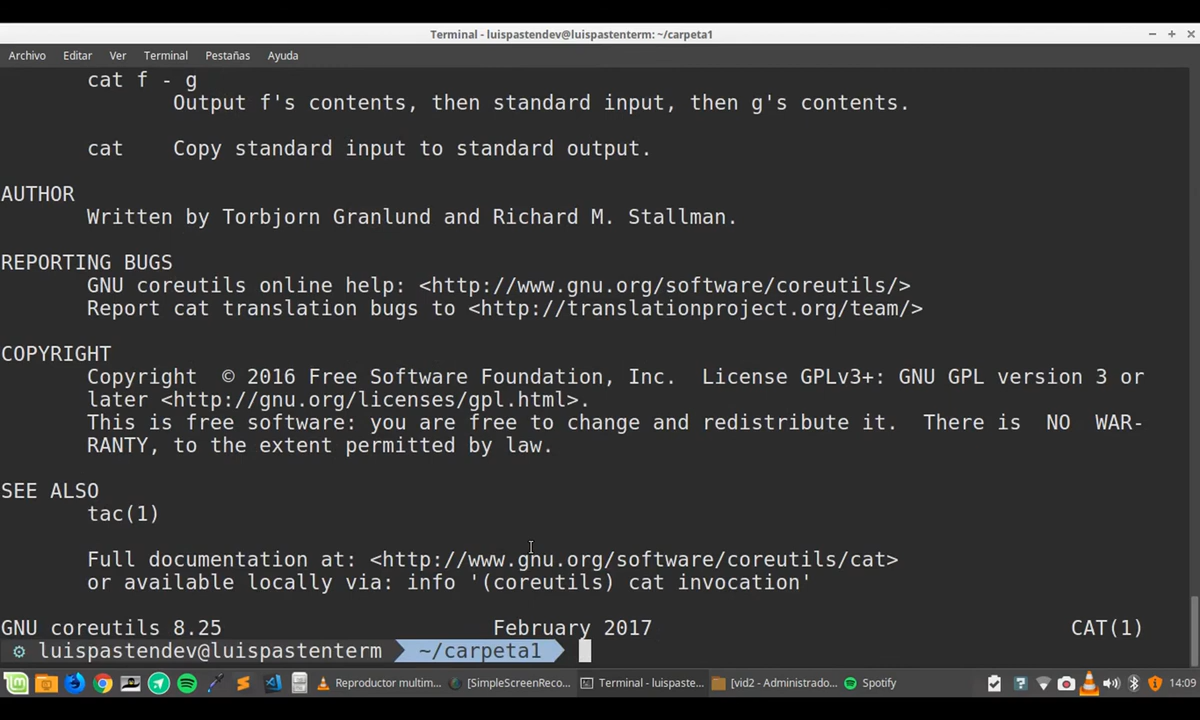 Terminal - luispastendev@luispastenterm: ~/carpeta1
Archivo Editar Ver Terminal Pestañas Ayuda
cat f - g
Output f's contents, then standard input, then g's contents.
cat Copy standard input to standard output.
AUTHOR
Written by Torbjorn Granlund and Richard M. Stallman.
REPORTING BUGS
GNU coreutils online help: <http://www.gnu.org/software/coreutils/>
Report cat translation bugs to <http://translationproject.org/team/>
COPYRIGHT
Copyright © 2016 Free Software Foundation, Inc. License GPLv3+: GNU GPL version 3 or
later <http://gnu.org/licenses/gpl.html>.
This is free software: you are free to change and redistribute it. There is NO WAR-
RANTY, to the extent permitted by law.
SEE ALSO
tac(1)
Full documentation at: <http://www.gnu.org/software/coreutils/cat>
or available locally via: info '(coreutils) cat invocation'
GNU coreutils 8.25 February 2017 CAT(1)
luispastendev@luispastenterm ~/carpeta1
Reproductor multim... [SimpleScreenReco... Terminal - luispaste... [vid2 - Administrado... Spotify 14:09